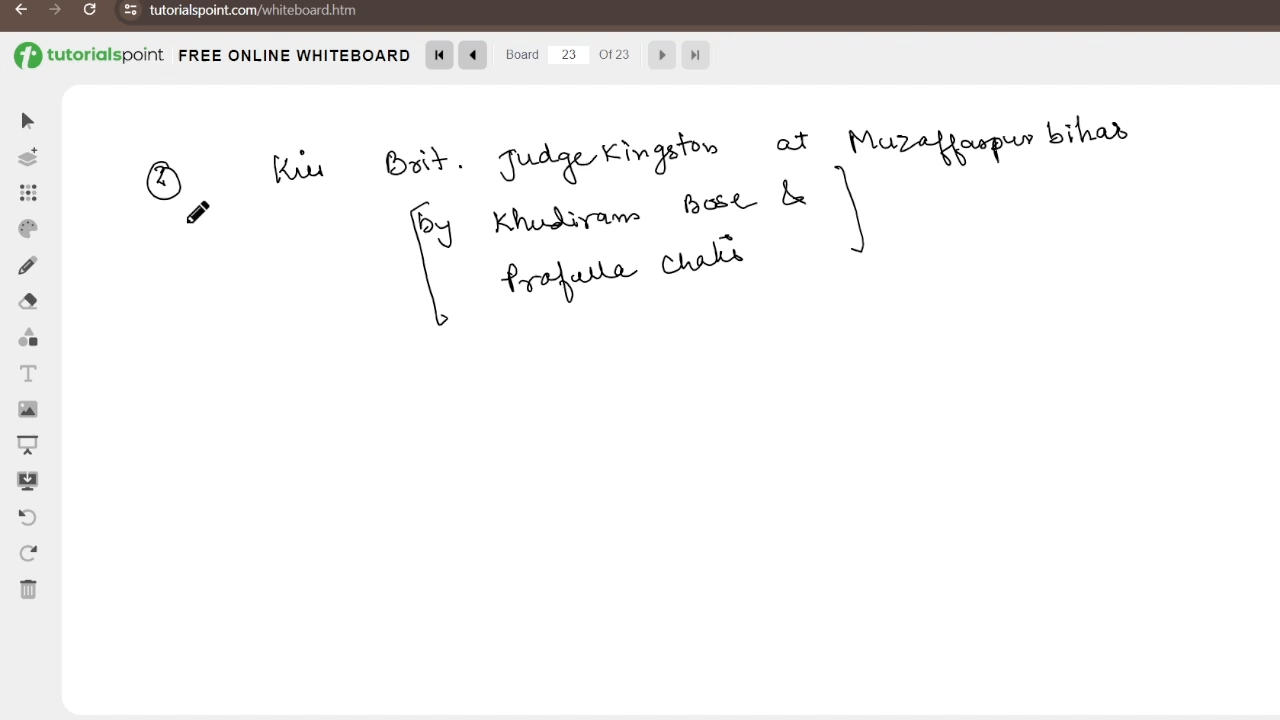 tutorialspoint.com/whiteboard.htm
tutorialspoint FREE ONLINE WHITEBOARD Board 23 Of 23
2 Kill Brit. Judge Kingston at Muzaffarpur bihar
by Khudiram Bose &
Prafulla Chaki
T